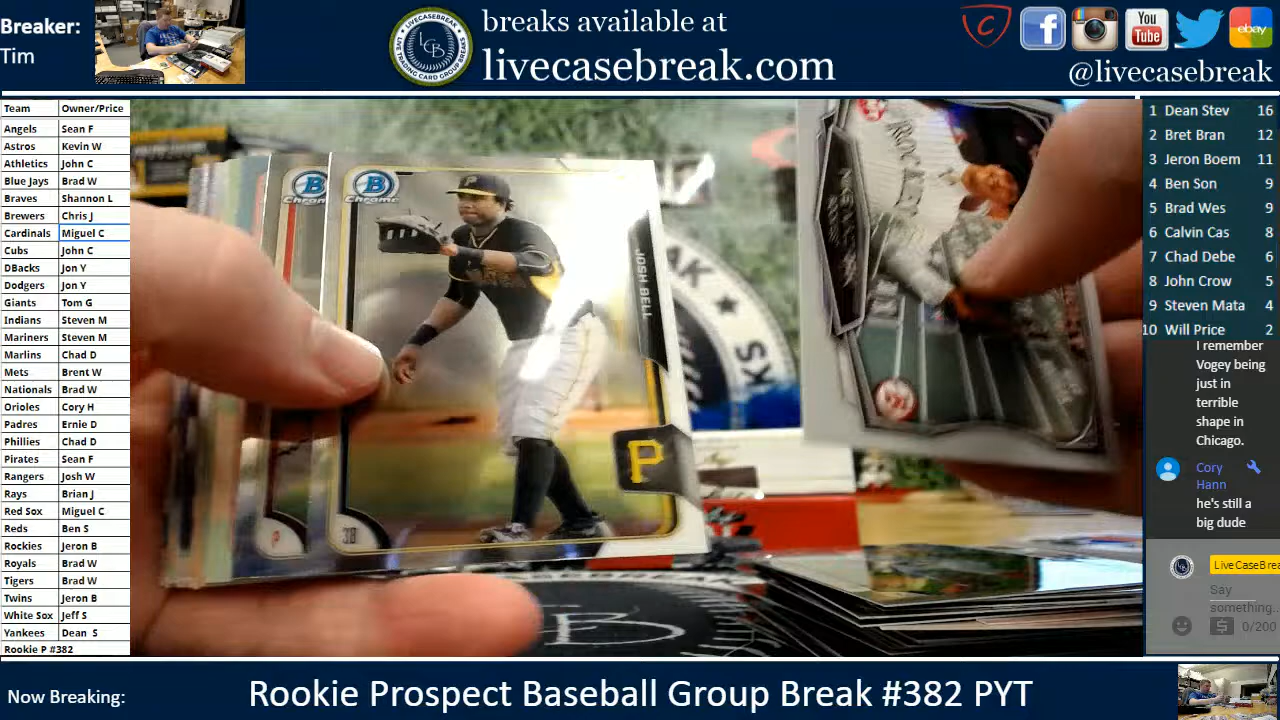 Breaker:
Tim
breaks available at
livecasebreak.com
You
Tube
ebay
@livecasebreak
Team Owner/Price
Angels Sean F
Astros Kevin W
Athletics John C
Blue Jays Brad W
Braves Shannon L
Brewers Chris J
Cardinals Miguel C
Cubs John C
DBacks Jon Y
Dodgers Jon Y
Giants Tom G
Indians Steven M
Mariners Steven M
Marlins Chad D
Mets Brent W
Nationals Brad W
Orioles Cory H
Padres Ernie D
Phillies Chad D
Pirates Sean F
Rangers Josh W
Rays Brian J
Red Sox Miguel C
Reds Ben S
Rockies Jeron B
Royals Brad W
Tigers Brad W
Twins Jeron B
White Sox Jeff S
Yankees Dean S
Rookie P #382
B
Chrome
JOSH BELL
P
1 Dean Stev 16
2 Bret Bran 12
3 Jeron Boem 11
4 Ben Son 9
5 Brad Wes 9
6 Calvin Cas 8
7 Chad Debe 6
8 John Crow 5
9 Steven Mata 4
10 Will Price 2
I remember
Vogey being
just in
terrible
shape in
Chicago.
Cory
Hann
he's still a
big dude
LiveCaseBrea
Say
something...
0/200
Now Breaking:
Rookie Prospect Baseball Group Break #382 PYT